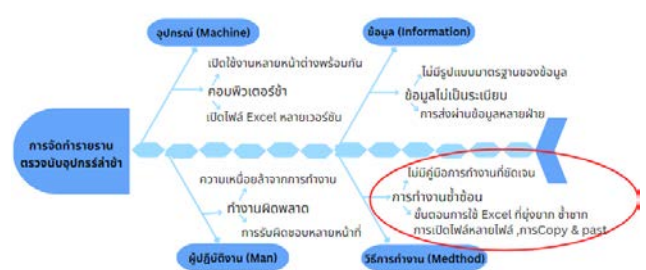 อุปกรณ์ (Machine)
ข้อมูล (Information)
เปิดใช้งานหลายหน้าต่างพร้อมกัน
คอมพิวเตอร์ช้า
เปิดไฟล์ Excel หลายเวอร์ชัน
ไม่มีรูปแบบมาตรฐานของข้อมูล
ข้อมูลไม่เป็นระเบียบ
การส่งผ่านข้อมูลหลายฝ่าย
การจัดทำรายราน
ตรวจนับอุปกรร์ล่าช้า
ความเหนื่อยล้าจากการทำงาน
ทำงานผิดพลาด
การรับผิดชอบหลายหน้าที่
ไม่มีคู่มือการทำงานที่ชัดเจน
การทำงานซ้ำซ้อน
ขั้นตอนการใช้ Excel ที่ยุ่งยาก ซ้ำซาก
การเปิดไฟล์หลายไฟล์ ,การCopy & past
ผู้ปฏิบัติงาน (Man)
วิธีการทำงาน (Medthod)